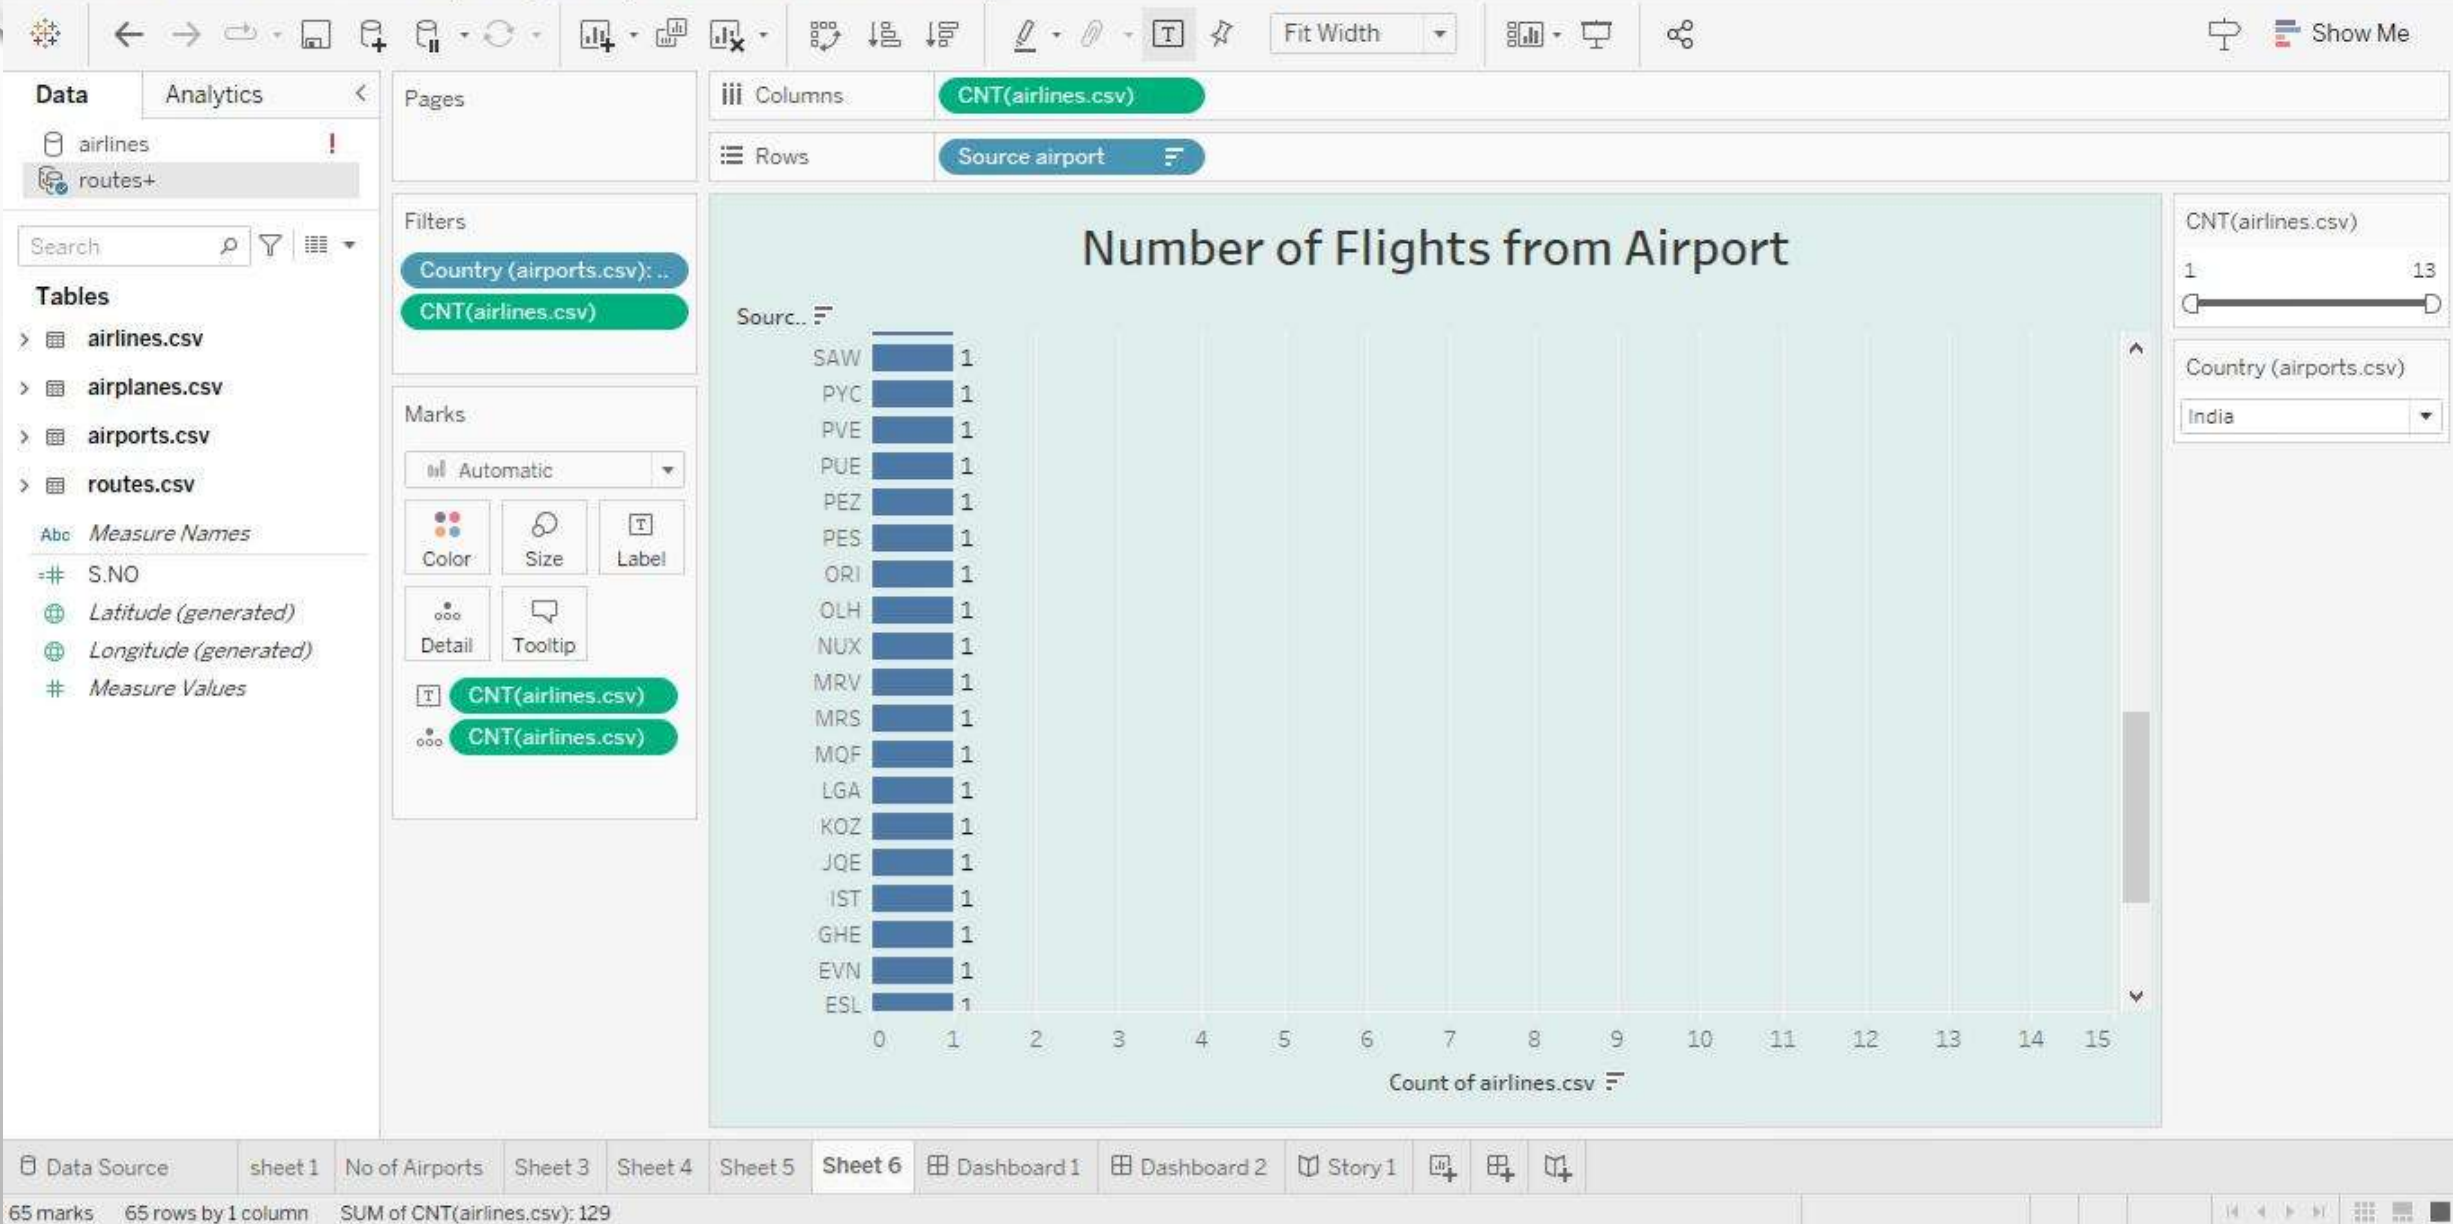 Fit Width
Show Me
Data
Analytics
airlines
!
routes+
Search
Tables
airlines.csv
airplanes.csv
airports.csv
routes.csv
Abc Measure Names
S.NO
Latitude (generated)
Longitude (generated)
Measure Values
Pages
Filters
Country (airports.csv): ..
CNT(airlines.csv)
Marks
Automatic
Color
Size
Label
Detail
Tooltip
CNT(airlines.csv)
CNT(airlines.csv)
Columns
CNT(airlines.csv)
Rows
Source airport
Number of Flights from Airport
Sourc..
SAW 1
PYC 1
PVE 1
PUE 1
PEZ 1
PES 1
ORI 1
OLH 1
NUX 1
MRV 1
MRS 1
MQF 1
LGA 1
KOZ 1
JQE 1
IST 1
GHE 1
EVN 1
ESL 1
0 1 2 3 4 5 6 7 8 9 10 11 12 13 14 15
Count of airlines.csv
CNT(airlines.csv)
1 13
Country (airports.csv)
India
Data Source
sheet 1
No of Airports
Sheet 3
Sheet 4
Sheet 5
Sheet 6
Dashboard 1
Dashboard 2
Story 1
65 marks 65 rows by 1 column SUM of CNT(airlines.csv): 129